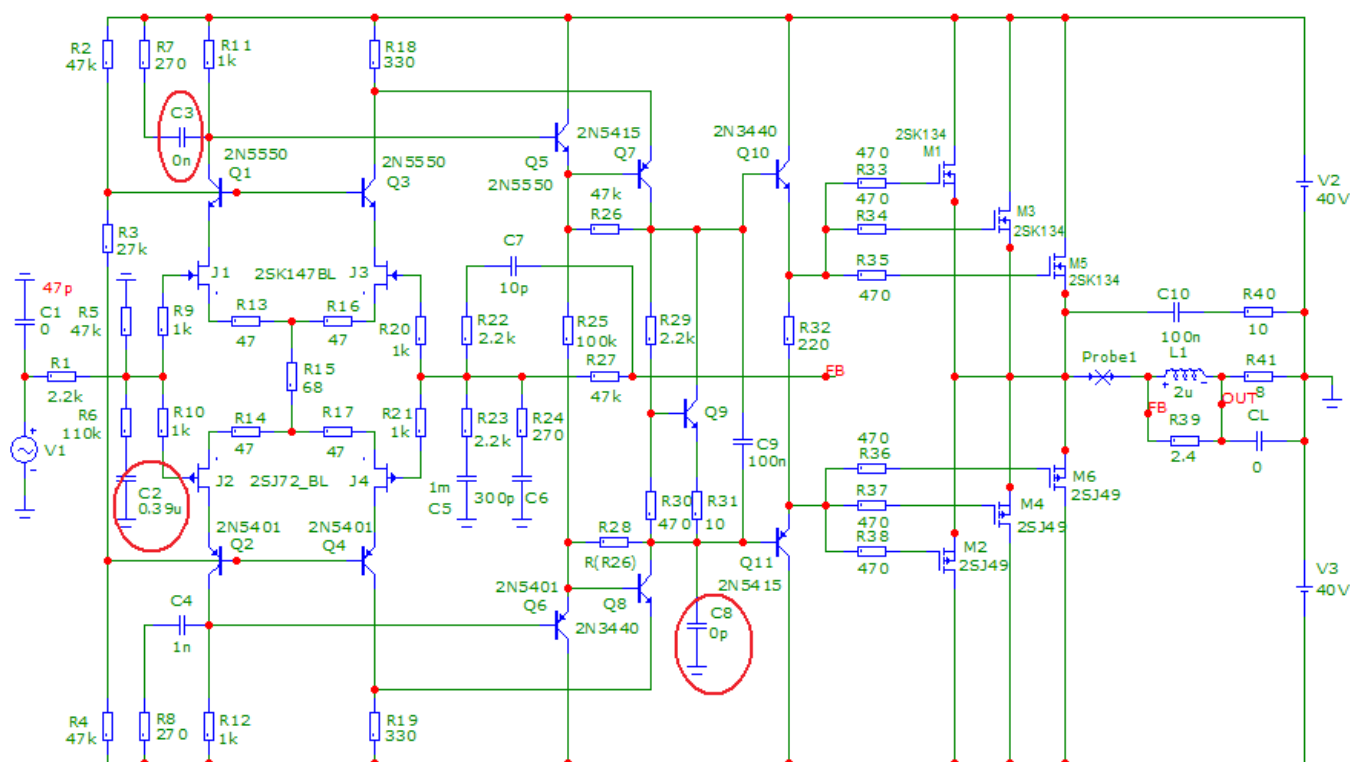 R2
47k
R7
270
R11
1k
R18
330
C3
0n
2N5550
Q1
2N5550
Q3
Q5
2N5550
2N5415
Q7
2N3440
Q10
2SK134
M1
470
R33
470
R34
R35
470
M3
2SK134
M5
2SK134
V2
40V
R3
27k
47k
R26
C7
10p
J1
2SK147BL
J3
47p
C1
0
R5
47k
R9
1k
R13
47
R16
47
R20
1k
R22
2.2k
R25
100k
R29
2.2k
R32
220
C10
100n
R40
10
R1
2.2k
R15
68
R27
47k
FB
Probe1
L1
+
-
2u
R41
8
R6
110k
R10
1k
R14
47
R17
47
R21
1k
R23
2.2k
R24
270
Q9
C9
100n
FB
OUT
R39
2.4
CL
0
V1
+
-
C2
0.39u
J2
2SJ72_BL
J4
1m
C5
300p
C6
R30
470
R31
10
470
R36
R37
470
R38
470
M6
2SJ49
M4
2SJ49
M2
2SJ49
2N5401
Q2
2N5401
Q4
R28
R(R26)
Q11
2N5415
2N5401
Q6
Q8
2N3440
C8
0p
V3
40V
C4
1n
R4
47k
R8
270
R12
1k
R19
330